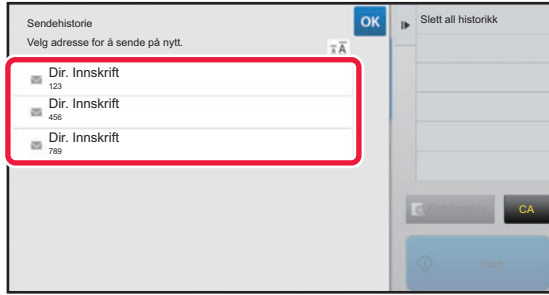 Sendehistorie
Velg adresse for å sende på nytt.
OK
Slett all historikk
Dir. Innskrift
123
Dir. Innskrift
456
Dir. Innskrift
789
Forhåndsvis
CA
Start